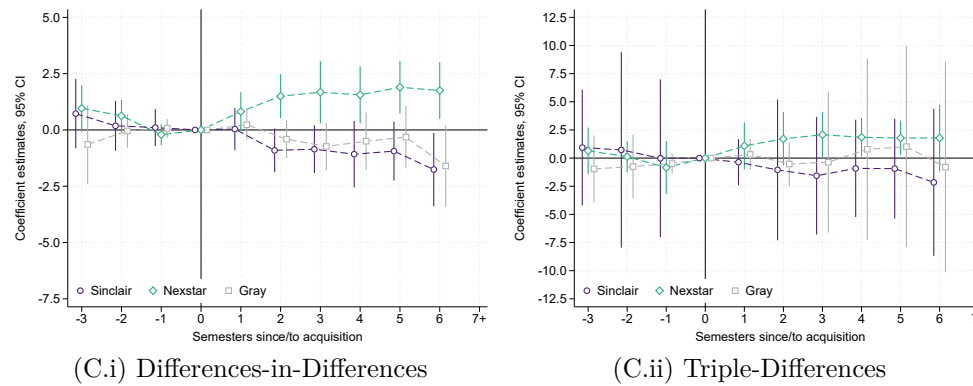 5.0
2.5
0.0
-2.5
-5.0
-7.5
Coefficient estimates, 95% CI
Sinclair Nexstar Gray
-3 -2 -1 0 1 2 3 4 5 6 7+
Semesters since/to acquisition
(C.i) Differences-in-Differences
12.5
10.0
7.5
5.0
2.5
0.0
-2.5
-5.0
-7.5
-10.0
-12.5
Coefficient estimates, 95% CI
Sinclair Nexstar Gray
-3 -2 -1 0 1 2 3 4 5 6 7
Semesters since/to acquisition
(C.ii) Triple-Differences